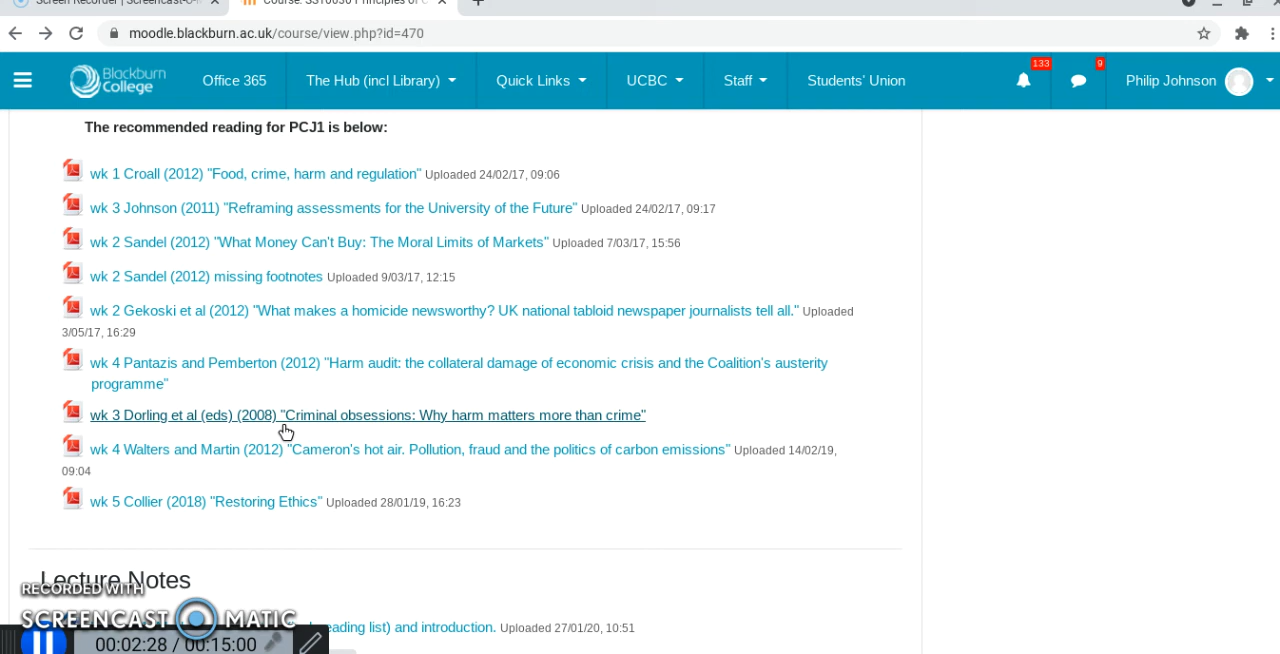 Screen Recorder | Screencast-O-M
Course: SS10030 Principles of C
moodle.blackburn.ac.uk/course/view.php?id=470
Blackburn College
Office 365
The Hub (incl Library)
Quick Links
UCBC
Staff
Students' Union
133
9
Philip Johnson
The recommended reading for PCJ1 is below:
wk 1 Croall (2012) "Food, crime, harm and regulation" Uploaded 24/02/17, 09:06
wk 3 Johnson (2011) "Reframing assessments for the University of the Future" Uploaded 24/02/17, 09:17
wk 2 Sandel (2012) "What Money Can't Buy: The Moral Limits of Markets" Uploaded 7/03/17, 15:56
wk 2 Sandel (2012) missing footnotes Uploaded 9/03/17, 12:15
wk 2 Gekoski et al (2012) "What makes a homicide newsworthy? UK national tabloid newspaper journalists tell all." Uploaded
3/05/17, 16:29
wk 4 Pantazis and Pemberton (2012) "Harm audit: the collateral damage of economic crisis and the Coalition's austerity
programme"
wk 3 Dorling et al (eds) (2008) "Criminal obsessions: Why harm matters more than crime"
wk 4 Walters and Martin (2012) "Cameron's hot air. Pollution, fraud and the politics of carbon emissions" Uploaded 14/02/19,
09:04
wk 5 Collier (2018) "Restoring Ethics" Uploaded 28/01/19, 16:23
Lecture Notes
RECORDED WITH
SCREENCAST MATIC
reading list) and introduction. Uploaded 27/01/20, 10:51
00:02:28 / 00:15:00